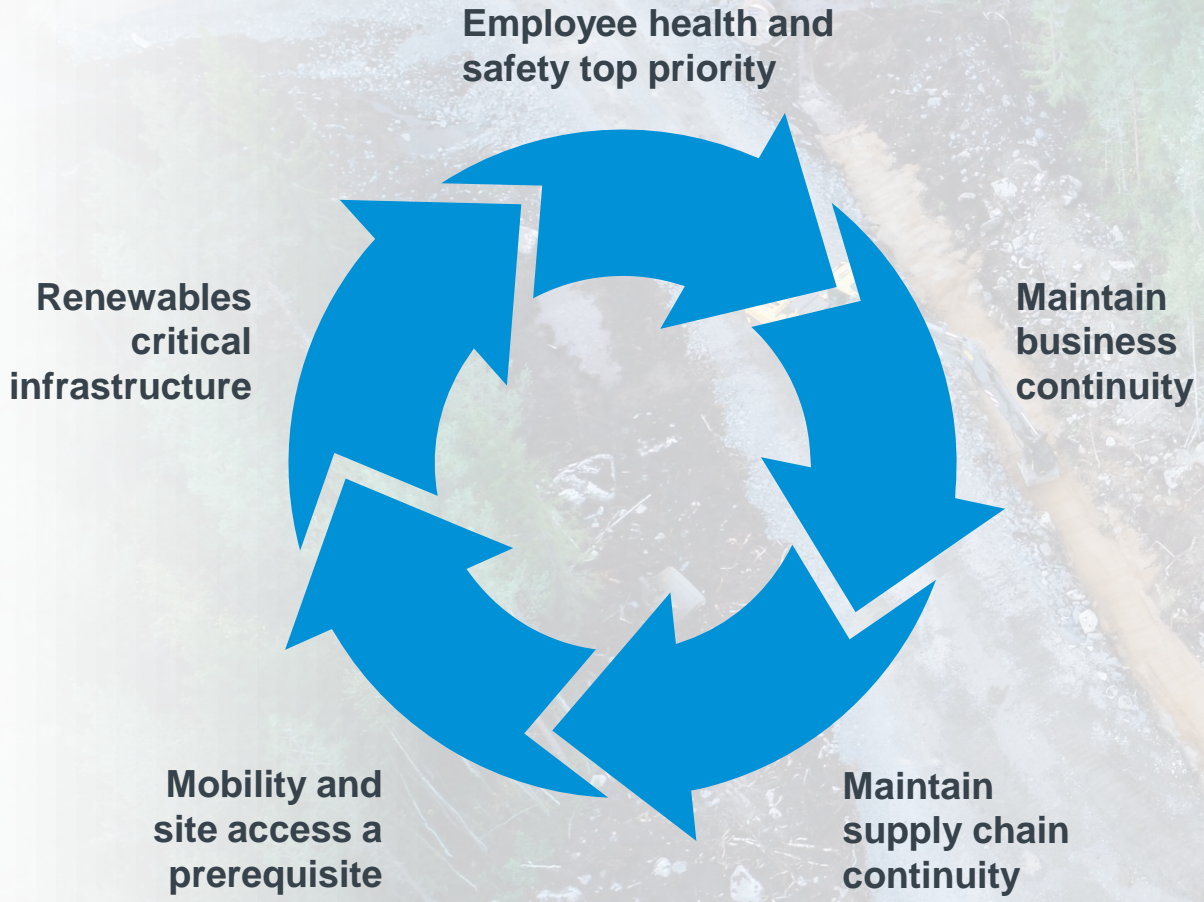 Employee health and
safety top priority
Maintain
business
continuity
Maintain
supply chain
continuity
Mobility and
site access a
prerequisite
Renewables
critical
infrastructure